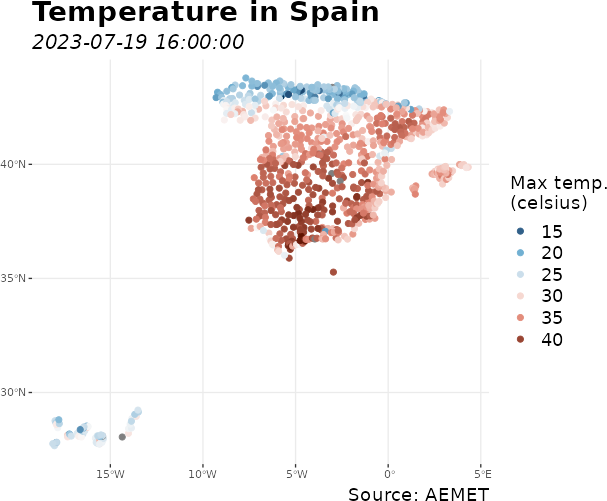 Temperature in Spain
2023-07-19 16:00:00
40°N
35°N
30°N
15°W
10°W
5°W
0°
5°E
Max temp.
(celsius)
15
20
25
30
35
40
Source: AEMET